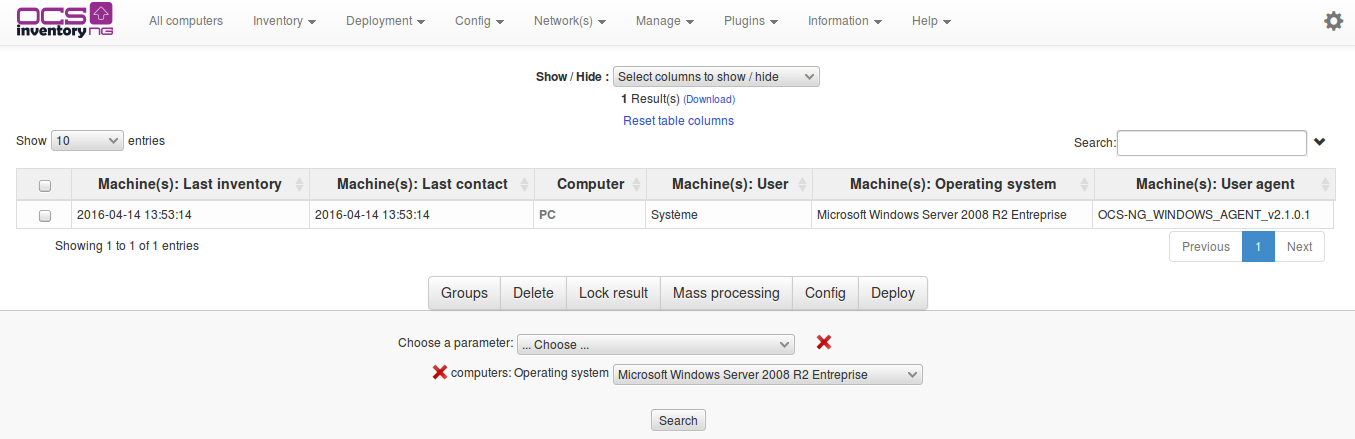 OCS inventory NG
All computers Inventory Deployment Config Network(s) Manage Plugins Information Help
Show / Hide : Select columns to show / hide
1 Result(s) (Download)
Reset table columns
Show 10 entries Search:
Machine(s): Last inventory Machine(s): Last contact Computer Machine(s): User Machine(s): Operating system Machine(s): User agent
2016-04-14 13:53:14 2016-04-14 13:53:14 PC Système Microsoft Windows Server 2008 R2 Entreprise OCS-NG_WINDOWS_AGENT_v2.1.0.1
Showing 1 to 1 of 1 entries Previous 1 Next
Groups Delete Lock result Mass processing Config Deploy
Choose a parameter: ... Choose ...
computers: Operating system Microsoft Windows Server 2008 R2 Entreprise
Search